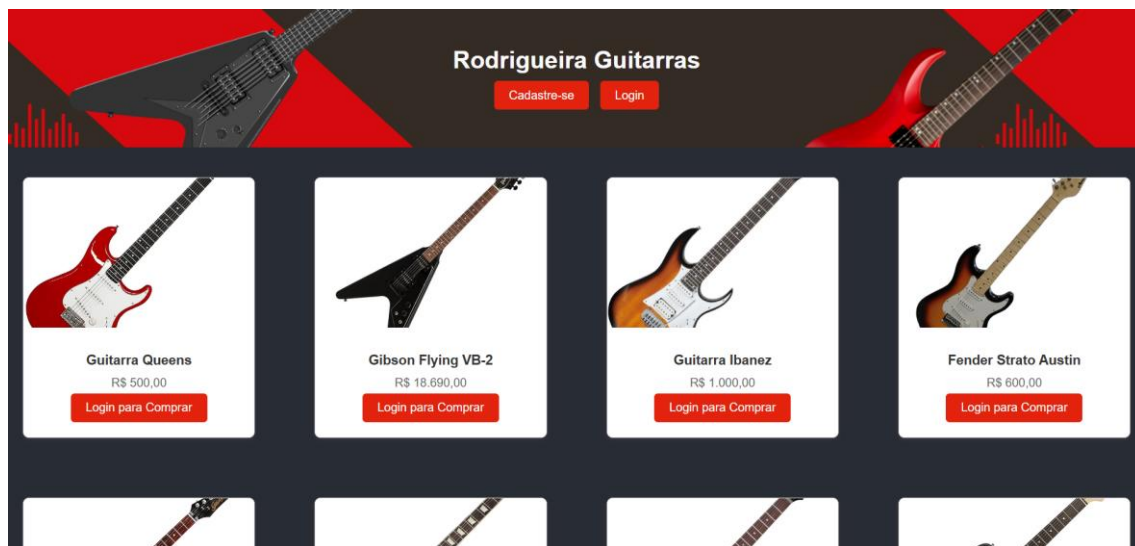 Rodrigueira Guitarras
Cadastre-se Login
Guitarra Queens
R$ 500,00
Login para Comprar
Gibson Flying VB-2
R$ 18.690,00
Login para Comprar
Guitarra Ibanez
R$ 1.000,00
Login para Comprar
Fender Strato Austin
R$ 600,00
Login para Comprar